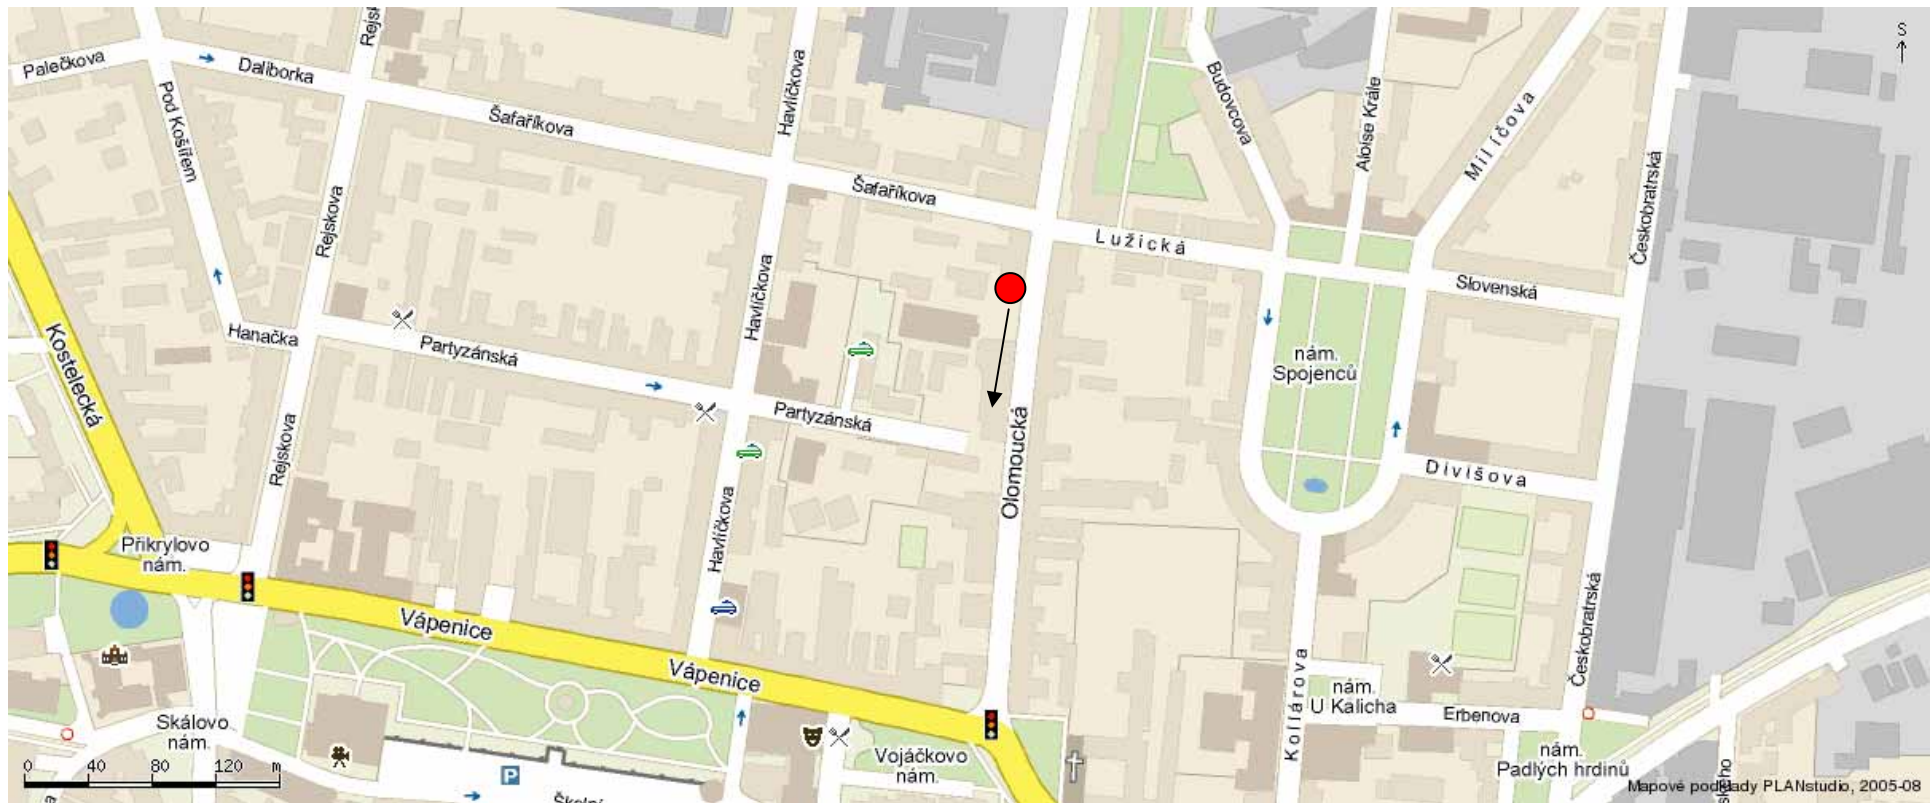 Palečkova
Daliborka
Rejskova
Pod Košířem
Šafaříkova
Havlíčkova
Šafaříkova
Lužická
Budovcova
Aloise Krále
Milíčova
Českobratrská
S
Slovenská
Rejskova
Havlíčkova
Kostelecká
Hanačka
Partyzánská
Partyzánská
nám.
Spojenců
Olomoucká
Divišova
Rejskova
Havlíčkova
Přikrylovo
nám.
Vápenice
Vápenice
Českobratrská
Kollárova
nám.
U Kalicha
Erbenova
Skálovo
nám.
Vojáčkovo
nám.
nám.
Padlých hrdinů
0 40 80 120 m
P
Mapové podklady PLANstudio, 2005-08